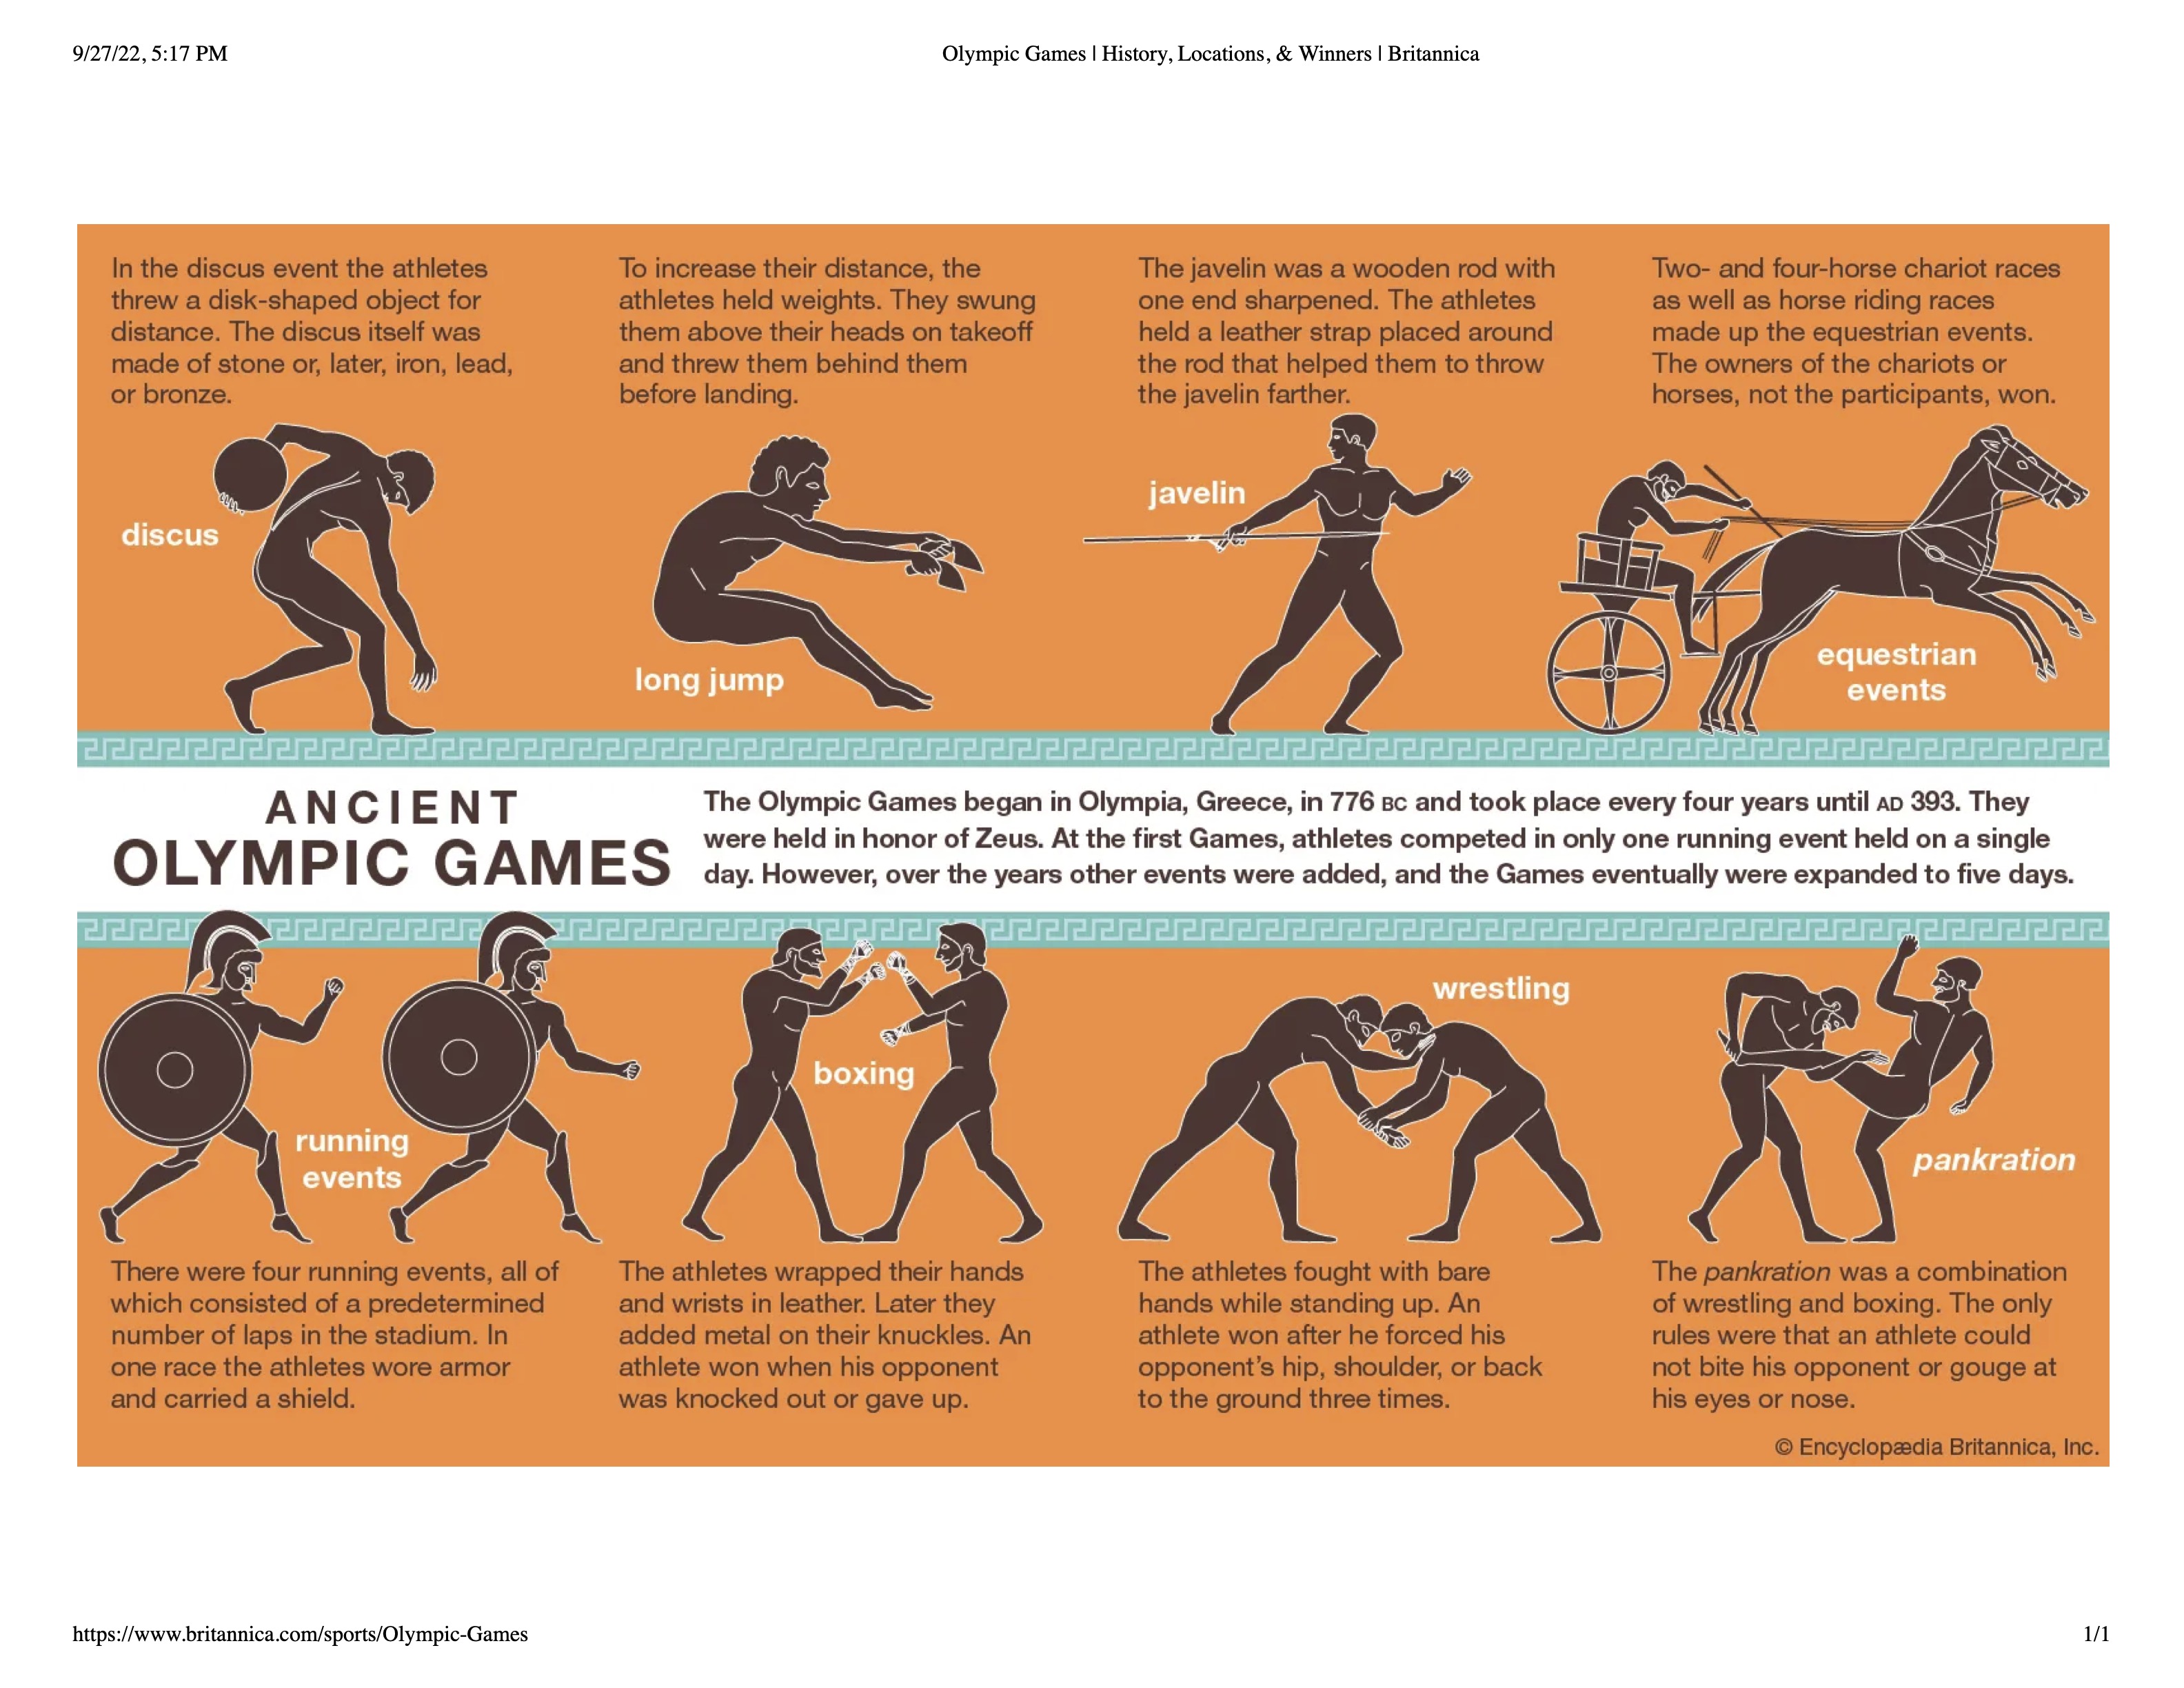 9/27/22, 5:17 PM
Olympic Games | History, Locations, & Winners | Britannica
In the discus event the athletes
threw a disk-shaped object for
distance. The discus itself was
made of stone or, later, iron, lead,
or bronze.
discus
To increase their distance, the
athletes held weights. They swung
them above their heads on takeoff
and threw them behind them
before landing.
long jump
The javelin was a wooden rod with
one end sharpened. The athletes
held a leather strap placed around
the rod that helped them to throw
the javelin farther.
javelin
Two- and four-horse chariot races
as well as horse riding races
made up the equestrian events.
The owners of the chariots or
horses, not the participants, won.
equestrian
events
ANCIENT
OLYMPIC GAMES
The Olympic Games began in Olympia, Greece, in 776 BC and took place every four years until AD 393. They
were held in honor of Zeus. At the first Games, athletes competed in only one running event held on a single
day. However, over the years other events were added, and the Games eventually were expanded to five days.
running
events
There were four running events, all of
which consisted of a predetermined
number of laps in the stadium. In
one race the athletes wore armor
and carried a shield.
boxing
The athletes wrapped their hands
and wrists in leather. Later they
added metal on their knuckles. An
athlete won when his opponent
was knocked out or gave up.
wrestling
The athletes fought with bare
hands while standing up. An
athlete won after he forced his
opponent's hip, shoulder, or back
to the ground three times.
pankration
The pankration was a combination
of wrestling and boxing. The only
rules were that an athlete could
not bite his opponent or gouge at
his eyes or nose.
© Encyclopædia Britannica, Inc.
https://www.britannica.com/sports/Olympic-Games
1/1